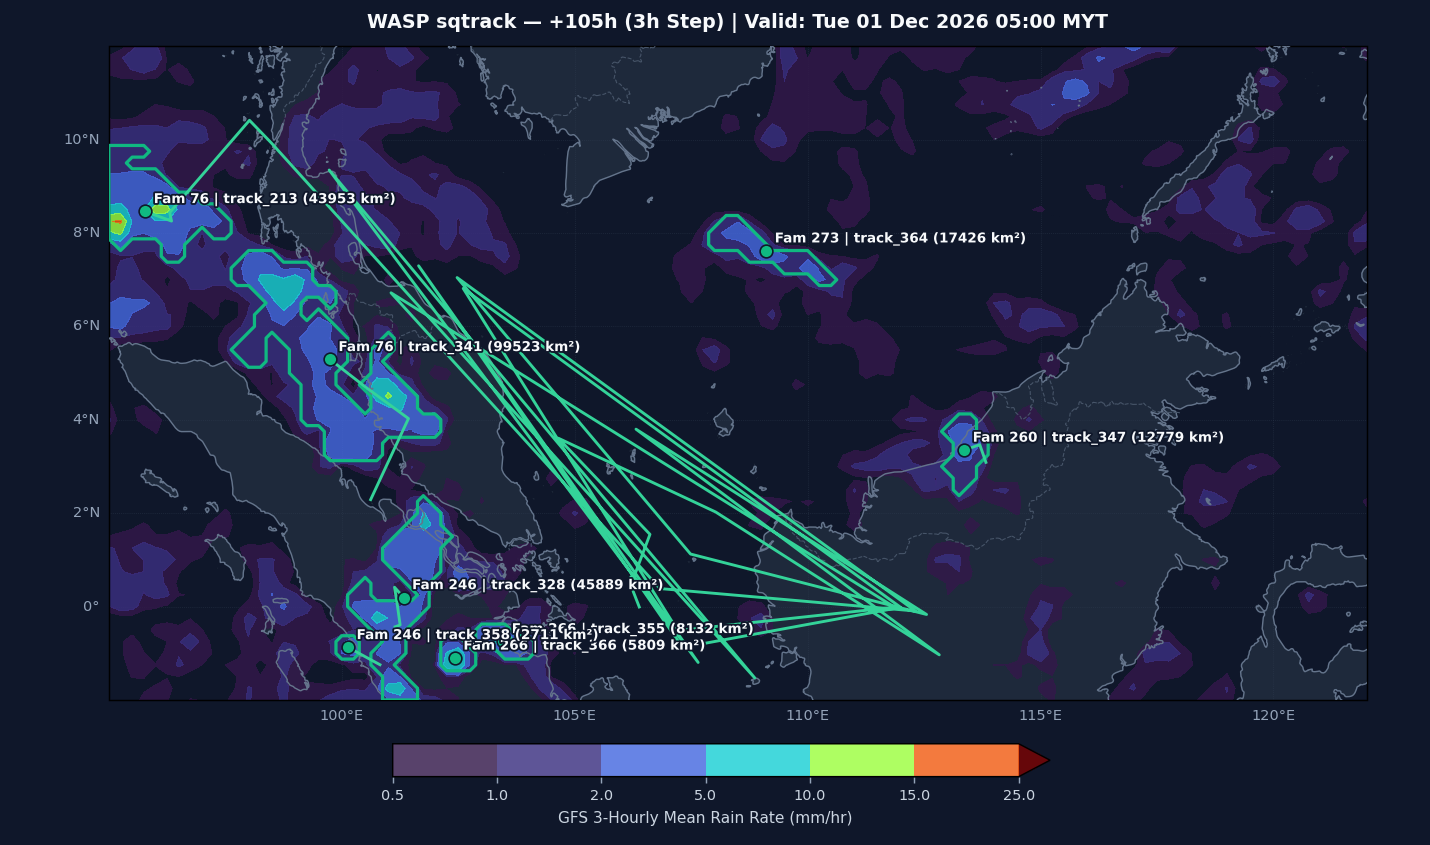 WASP sqtrack — +105h (3h Step) | Valid: Tue 01 Dec 2026 05:00 MYT
10°N
8°N
6°N
4°N
2°N
0°
Fam 76 | track_213 (43953 km²)
Fam 273 | track_364 (17426 km²)
Fam 76 | track_341 (99523 km²)
Fam 260 | track_347 (12779 km²)
Fam 246 | track_328 (45889 km²)
Fam 266 | track_355 (8132 km²)
Fam 246 | track_358 (2711 km²)
Fam 266 | track_366 (5809 km²)
100°E 105°E 110°E 115°E 120°E
0.5 1.0 2.0 5.0 10.0 15.0 25.0
GFS 3-Hourly Mean Rain Rate (mm/hr)